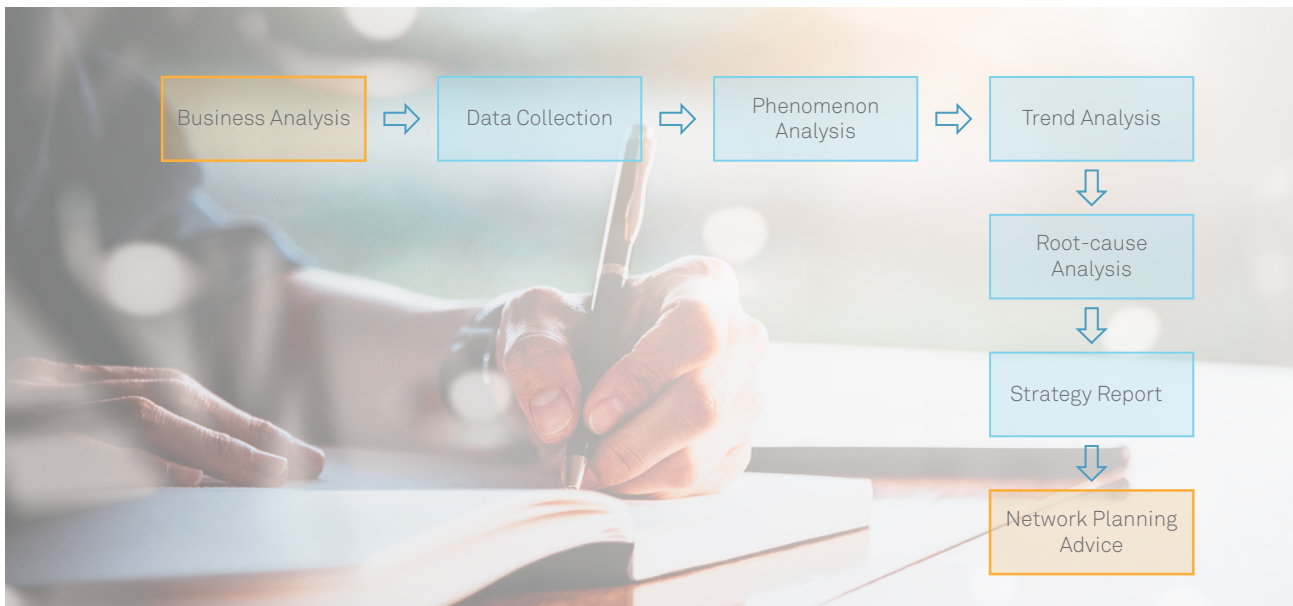 Business Analysis
Data Collection
Phenomenon
Analysis
Trend Analysis
Root-cause
Analysis
Strategy Report
Network Planning
Advice